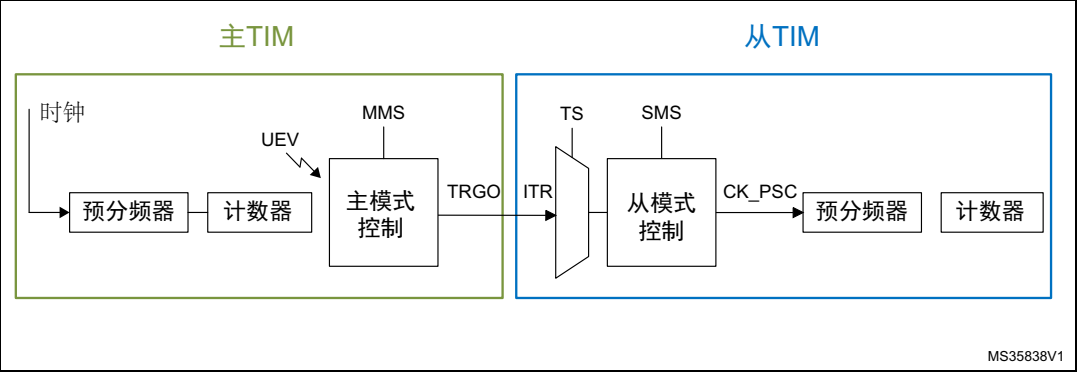 主TIM
从TIM
时钟
UEV
MMS
TS
SMS
预分频器
计数器
主模式
控制
TRGO
ITR
从模式
控制
CK_PSC
预分频器
计数器
MS35838V1